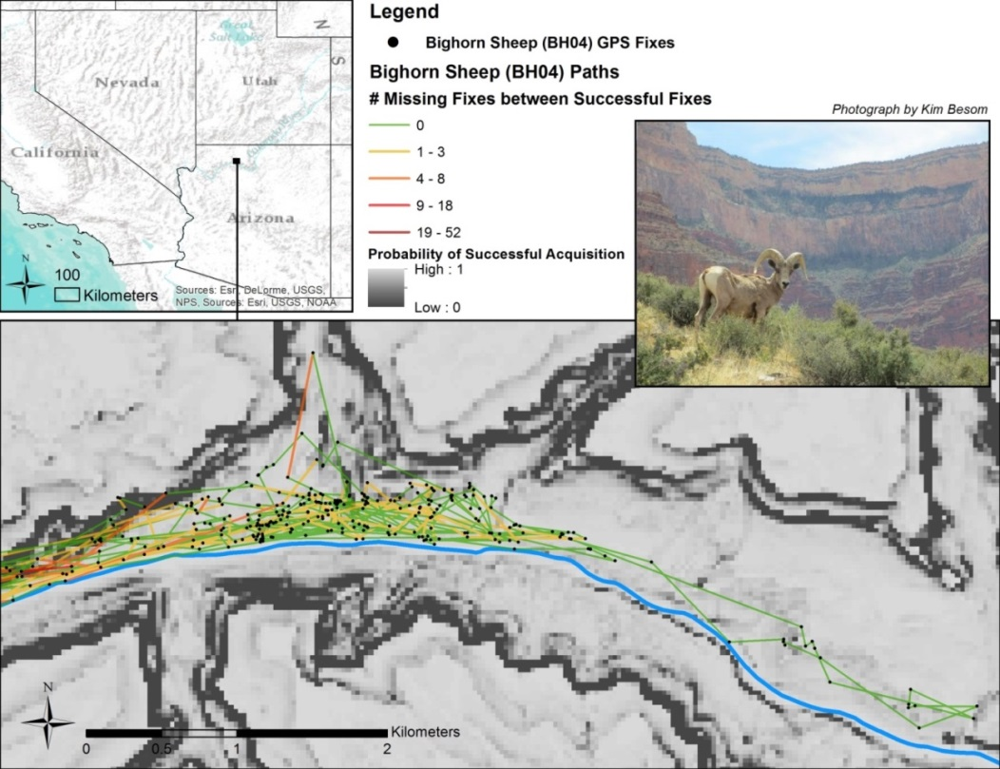 Great
Salt Lake
Nevada
Utah
California
Arizona
N
S
N
100
Kilometers
Sources: Esri, DeLorme, USGS,
NPS, Sources: Esri, USGS, NOAA
Legend
Bighorn Sheep (BH04) GPS Fixes
Bighorn Sheep (BH04) Paths
# Missing Fixes between Successful Fixes
0
1 - 3
4 - 8
9 - 18
19 - 52
Probability of Successful Acquisition
High : 1
Low : 0
Photograph by Kim Besom
N
Kilometers
0 0.5 1 2